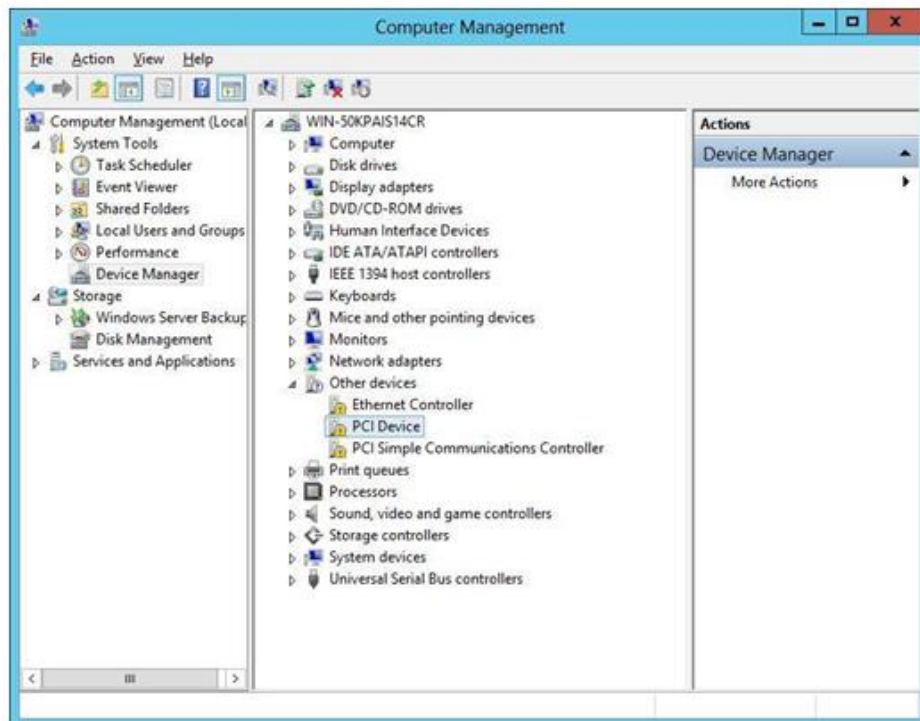 Computer Management
File Action View Help
Computer Management (Local
System Tools
Task Scheduler
Event Viewer
Shared Folders
Local Users and Groups
Performance
Device Manager
Storage
Windows Server Backup
Disk Management
Services and Applications
WIN-50KPAIS14CR
Computer
Disk drives
Display adapters
DVD/CD-ROM drives
Human Interface Devices
IDE ATA/ATAPI controllers
IEEE 1394 host controllers
Keyboards
Mice and other pointing devices
Monitors
Network adapters
Other devices
Ethernet Controller
PCI Device
PCI Simple Communications Controller
Print queues
Processors
Sound, video and game controllers
Storage controllers
System devices
Universal Serial Bus controllers
Actions
Device Manager
More Actions